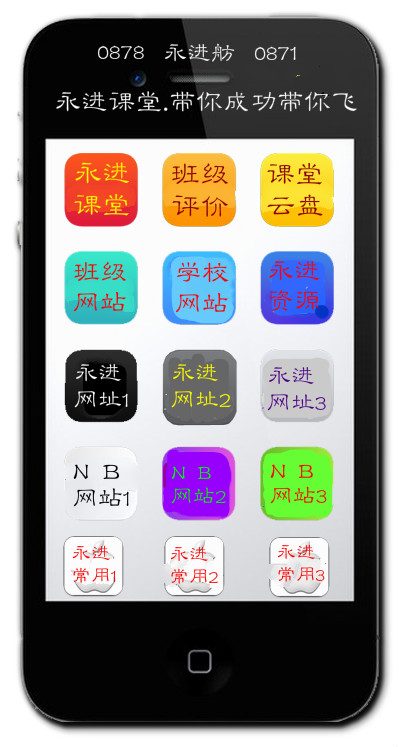 0878 永进舫 0871
永进课堂.带你成功带你飞
永进
课堂
班级
评价
课堂
云盘
班级
网站
学校
网站
永进
资源
永进
网址1
永进
网址2
永进
网址3
N B
网站1
N B
网站2
N B
网站3
永进
常用1
永进
常用2
永进
常用3